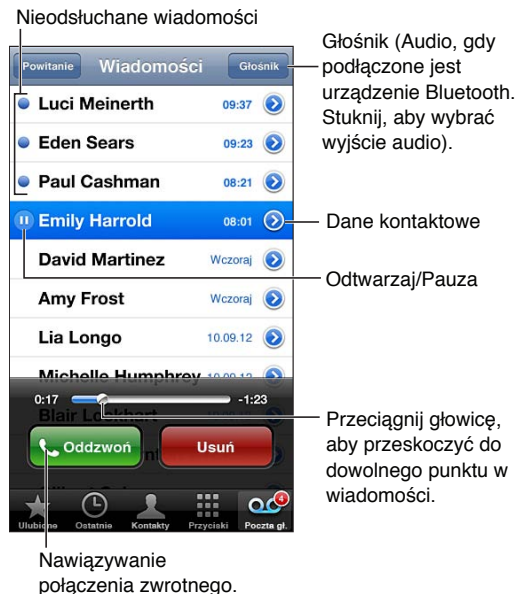 Nieodsłuchane wiadomości
Powitanie
Wiadomości
Głośnik
Luci Meinerth 09:37
Eden Sears 09:23
Paul Cashman 08:21
Emily Harrold 08:01
David Martinez Wczoraj
Amy Frost Wczoraj
Lia Longo 10.09.12
Michelle Humphrey 10.09.12
0:17 -1:23
Blair Lockhart
Oddzwoń
Usuń
Ulubione
Ostatnie
Kontakty
Przyciski
4
Poczta gł.
Głośnik (Audio, gdy
podłączone jest
urządzenie Bluetooth.
Stuknij, aby wybrać
wyjście audio).
Dane kontaktowe
Odtwarzaj/Pauza
Przeciągnij głowicę,
aby przeskoczyć do
dowolnego punktu w
wiadomości.
Nawiązywanie
połączenia zwrotnego.